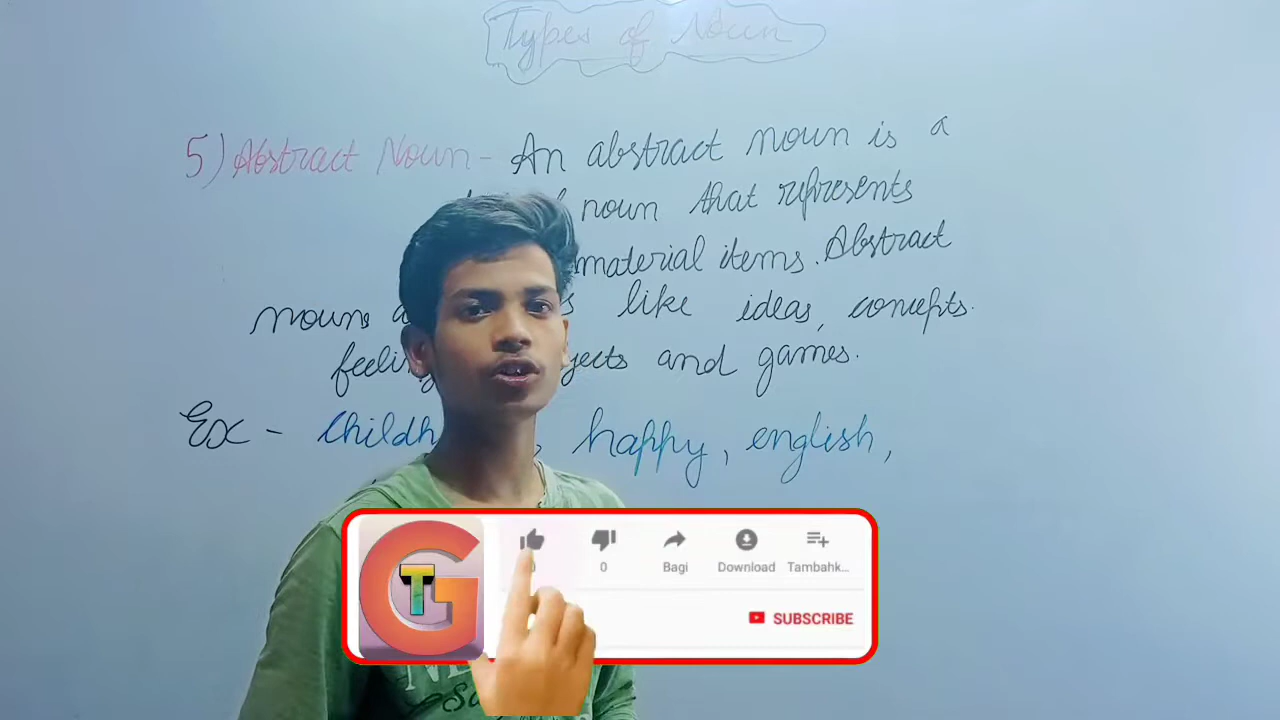 Types of Noun
5) Abstract Noun - An abstract noun is a
noun that represents
material items. Abstract
nouns like ideas, concepts.
and games.
Ex - happy, english,
G T
0 Bagi Download Tambahk...
SUBSCRIBE